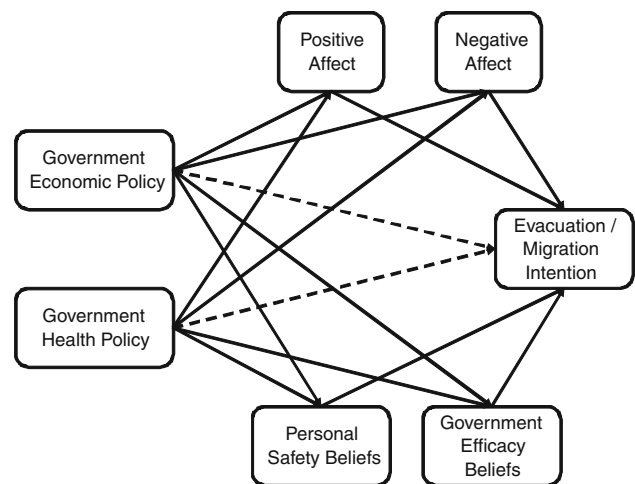 Positive
Affect
Negative
Affect
Government
Economic Policy
Evacuation /
Migration
Intention
Government
Health Policy
Personal
Safety Beliefs
Government
Efficacy
Beliefs